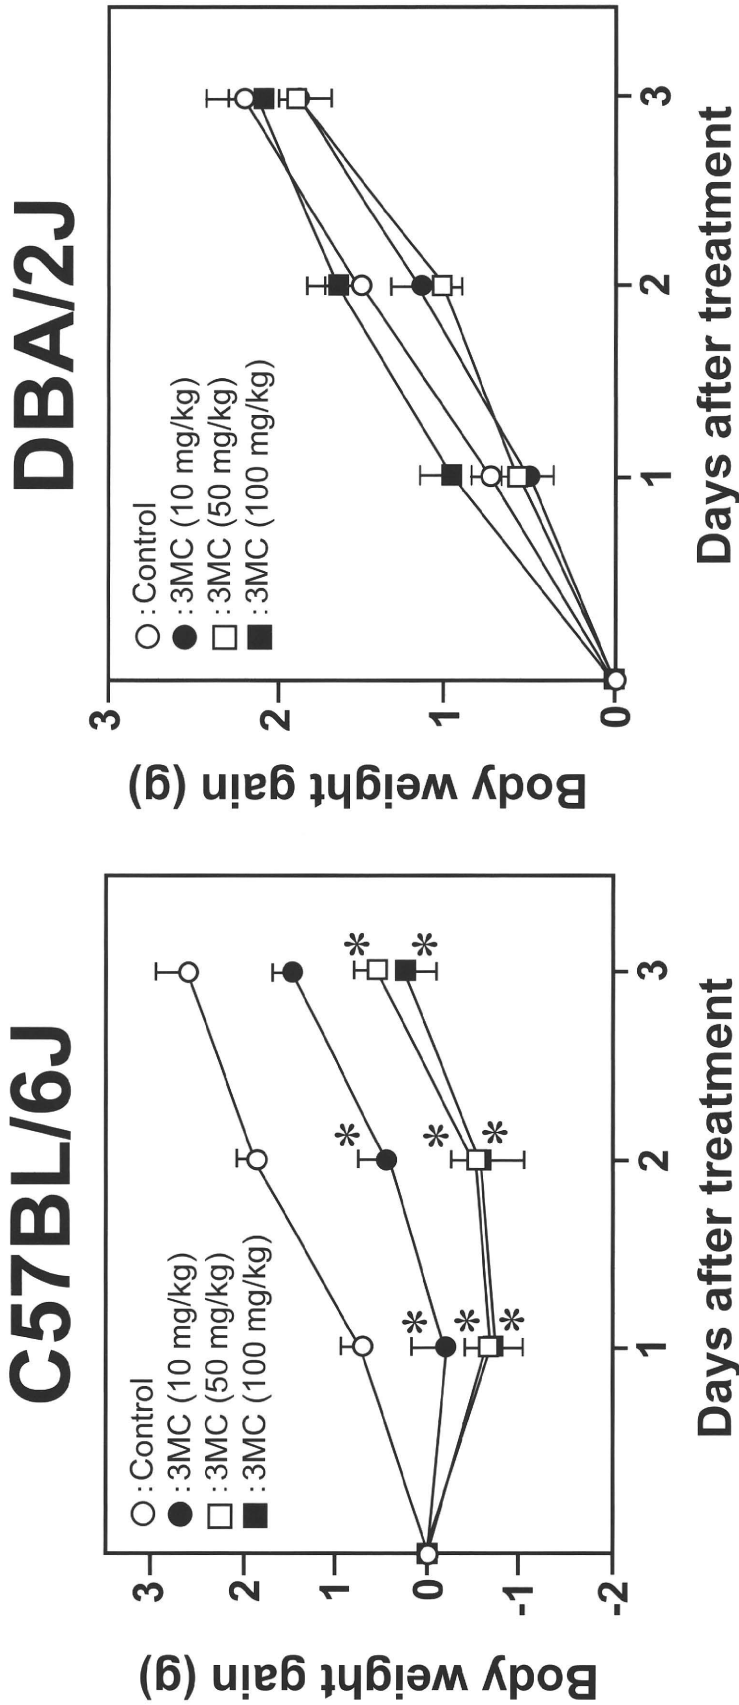 C57BL/6J
: Control
: 3MC (10 mg/kg)
: 3MC (50 mg/kg)
: 3MC (100 mg/kg)
Body weight gain (g)
3
2
1
0
-1
-2
* * *
* * *
* *
1 2 3
Days after treatment
DBA/2J
: Control
: 3MC (10 mg/kg)
: 3MC (50 mg/kg)
: 3MC (100 mg/kg)
Body weight gain (g)
3
2
1
0
1 2 3
Days after treatment